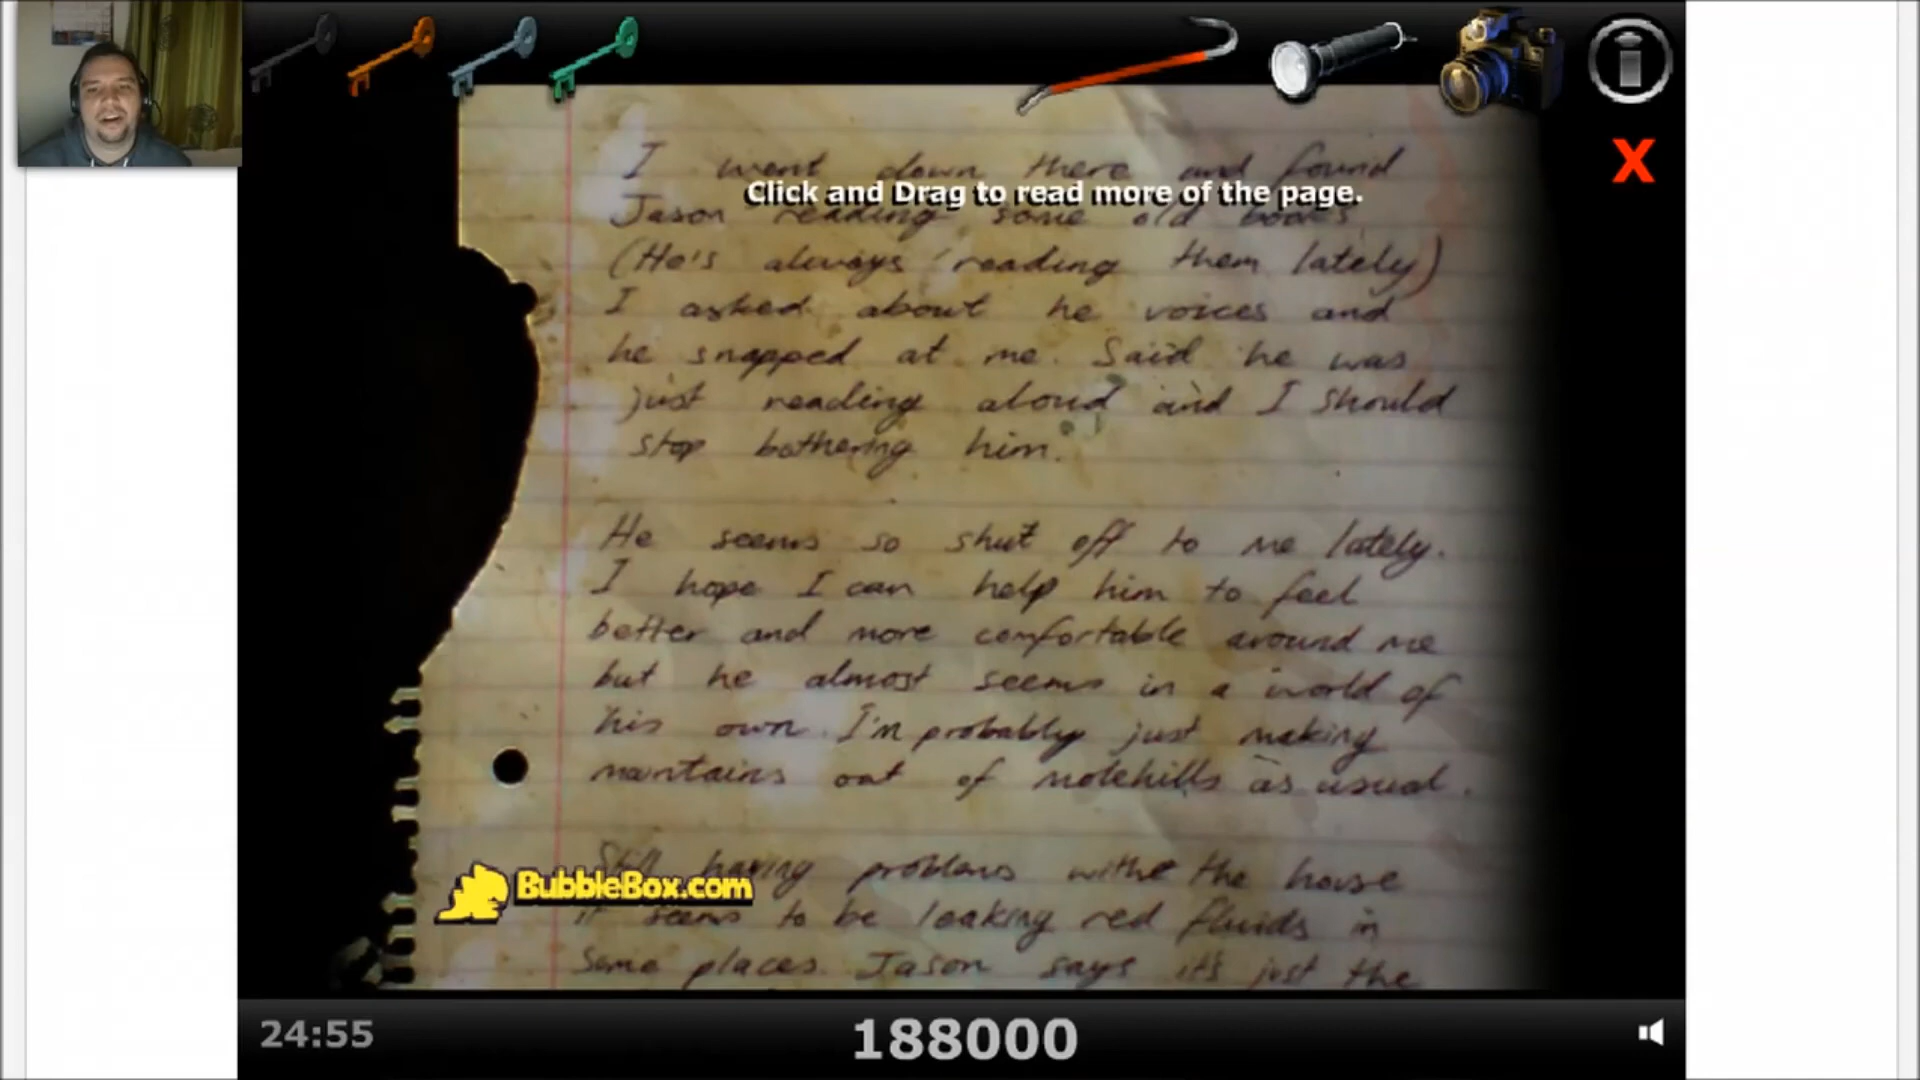 I went down there and found
Click and Drag to read more of the page.
Jason reading some old books
(He's always reading them lately)
I asked about he voices and
he snapped at me. Said he was
just reading aloud and I should
stop bothering him.
He seems so shut off to me lately.
I hope I can help him to feel
better and more comfortable around me
but he almost seems in a world of
his own. I'm probably just making
mountains out of molehills as usual.
Still having problems withe the house
BubbleBox.com
it seems to be leaking red fluids in
Some places. Jason says it's just the
24:55
188000
X